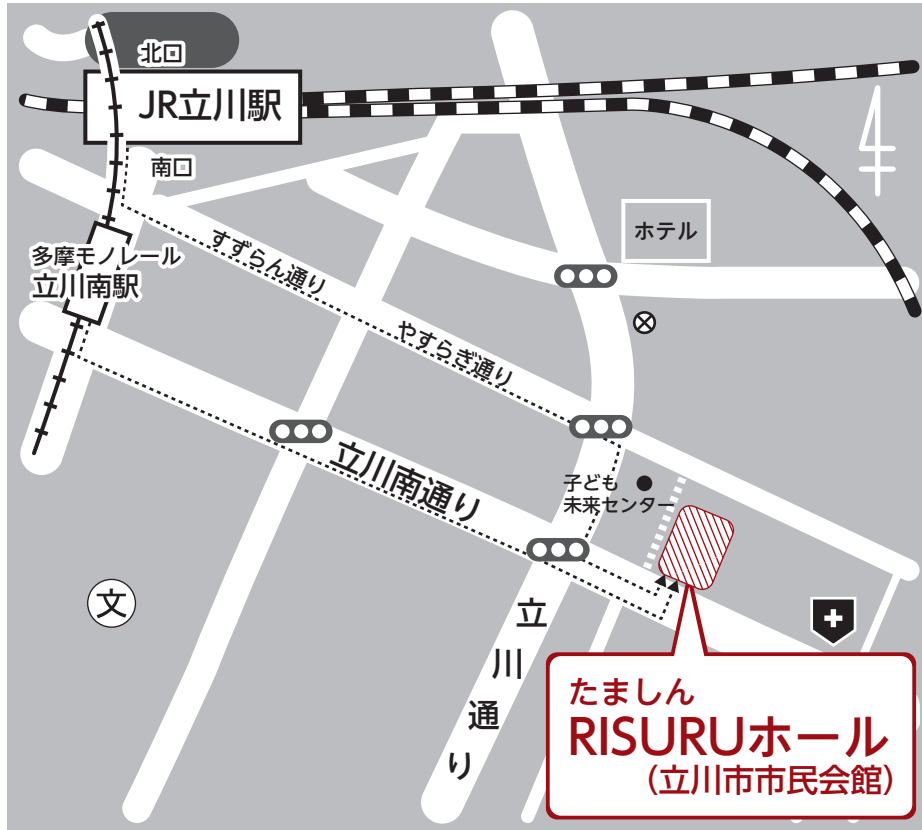 北口
JR立川駅
南口
ホテル
多摩モノレール
立川南駅
すずらん通り
やすらぎ通り
立川南通り
子ども
未来センター
文
立川通り
たましん
RISURUホール
(立川市市民会館)